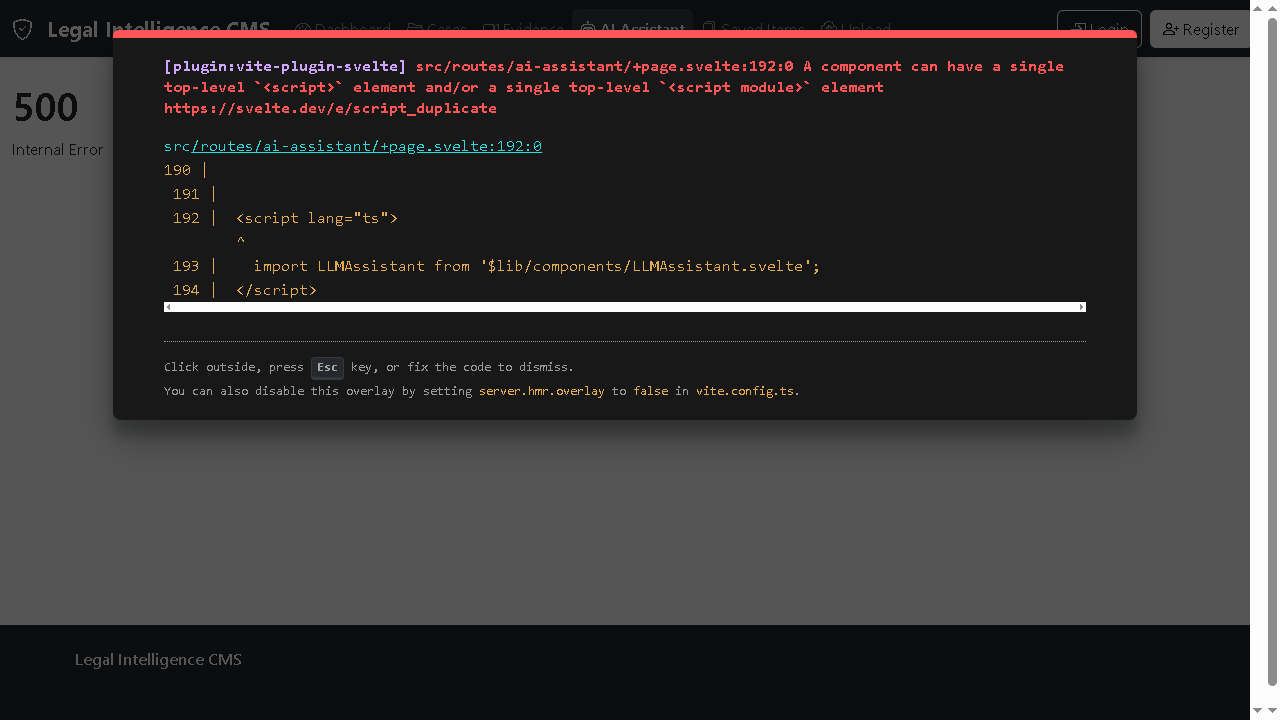 Legal Intelligence CMS Dashboard Cases Evidence AI Assistant Saved Items Upload Login Register
500
Internal Error
[plugin:vite-plugin-svelte] src/routes/ai-assistant/+page.svelte:192:0 A component can have a single
top-level `<script>` element and/or a single top-level `<script module>` element
https://svelte.dev/e/script_duplicate
src/routes/ai-assistant/+page.svelte:192:0
190 |
191 |
192 | <script lang="ts">
^
193 | import LLMAssistant from '$lib/components/LLMAssistant.svelte';
194 | </script>
Click outside, press Esc key, or fix the code to dismiss.
You can also disable this overlay by setting server.hmr.overlay to false in vite.config.ts.
Legal Intelligence CMS